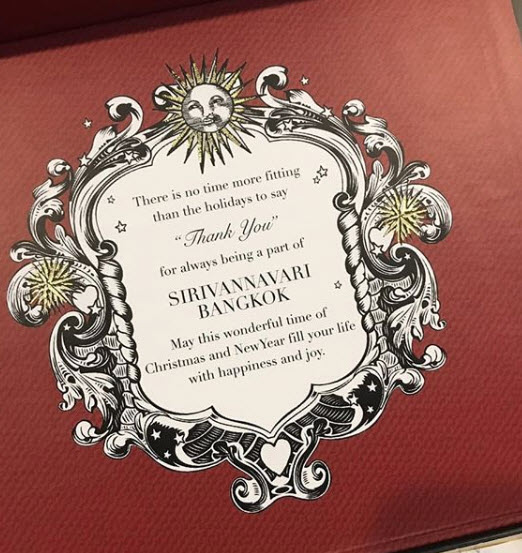 There is no time more fitting
than the holidays to say
“Thank You”
for always being a part of
SIRIVANNAVARI
BANGKOK
May this wonderful time of
Christmas and NewYear fill your life
with happiness and joy.